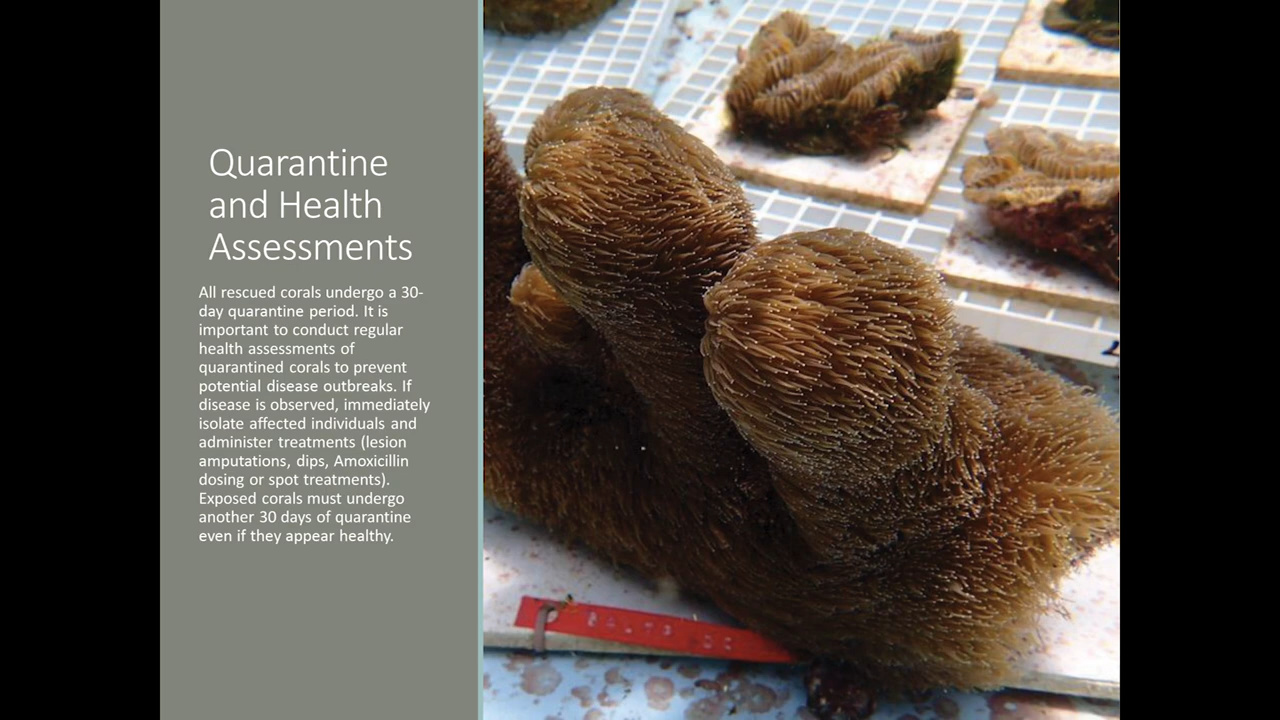 Quarantine
and Health
Assessments
All rescued corals undergo a 30-
day quarantine period. It is
important to conduct regular
health assessments of
quarantined corals to prevent
potential disease outbreaks. If
disease is observed, immediately
isolate affected individuals and
administer treatments (lesion
amputations, dips, Amoxicillin
dosing or spot treatments).
Exposed corals must undergo
another 30 days of quarantine
even if they appear healthy.